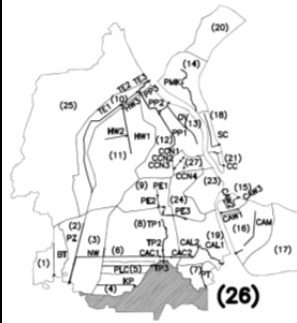 (20)
(14)
PMK
TE2 TE3
(25)
TE1 (10)
HW3
PP3
PP2
OV
(13)
(18)
HW2
HW1
PP1
SC
(12)
(11)
CCN1
CCN2
CCN3
(27)
(21)
CC
CCN4
(9)
PE1
(23)
(15)
CAW3
PE2
(24)
PE3
CAW1
(2)
(8)
TP1
(16)
CAM
PZ
(3)
TP2
CAL2
(19)
CAL1
(17)
BT
NW
(6)
CAC1
CAC2
(1)
PLC(5)
TP3
(7)
PT
KP
(4)
(26)